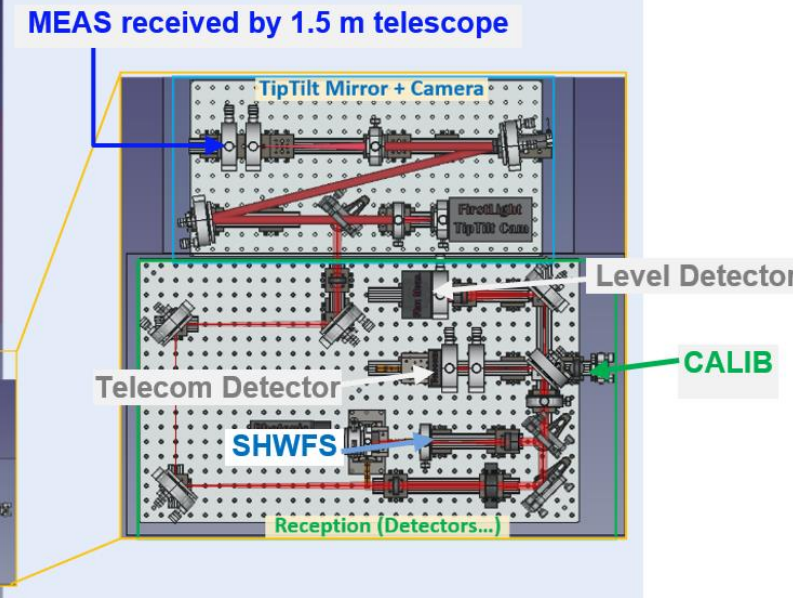 MEAS received by 1.5 m telescope
TipTilt Mirror + Camera
FirstLight
TipTilt Cam
Level Detector
CALIB
Telecom Detector
SHWFS
Reception (Detectors...)